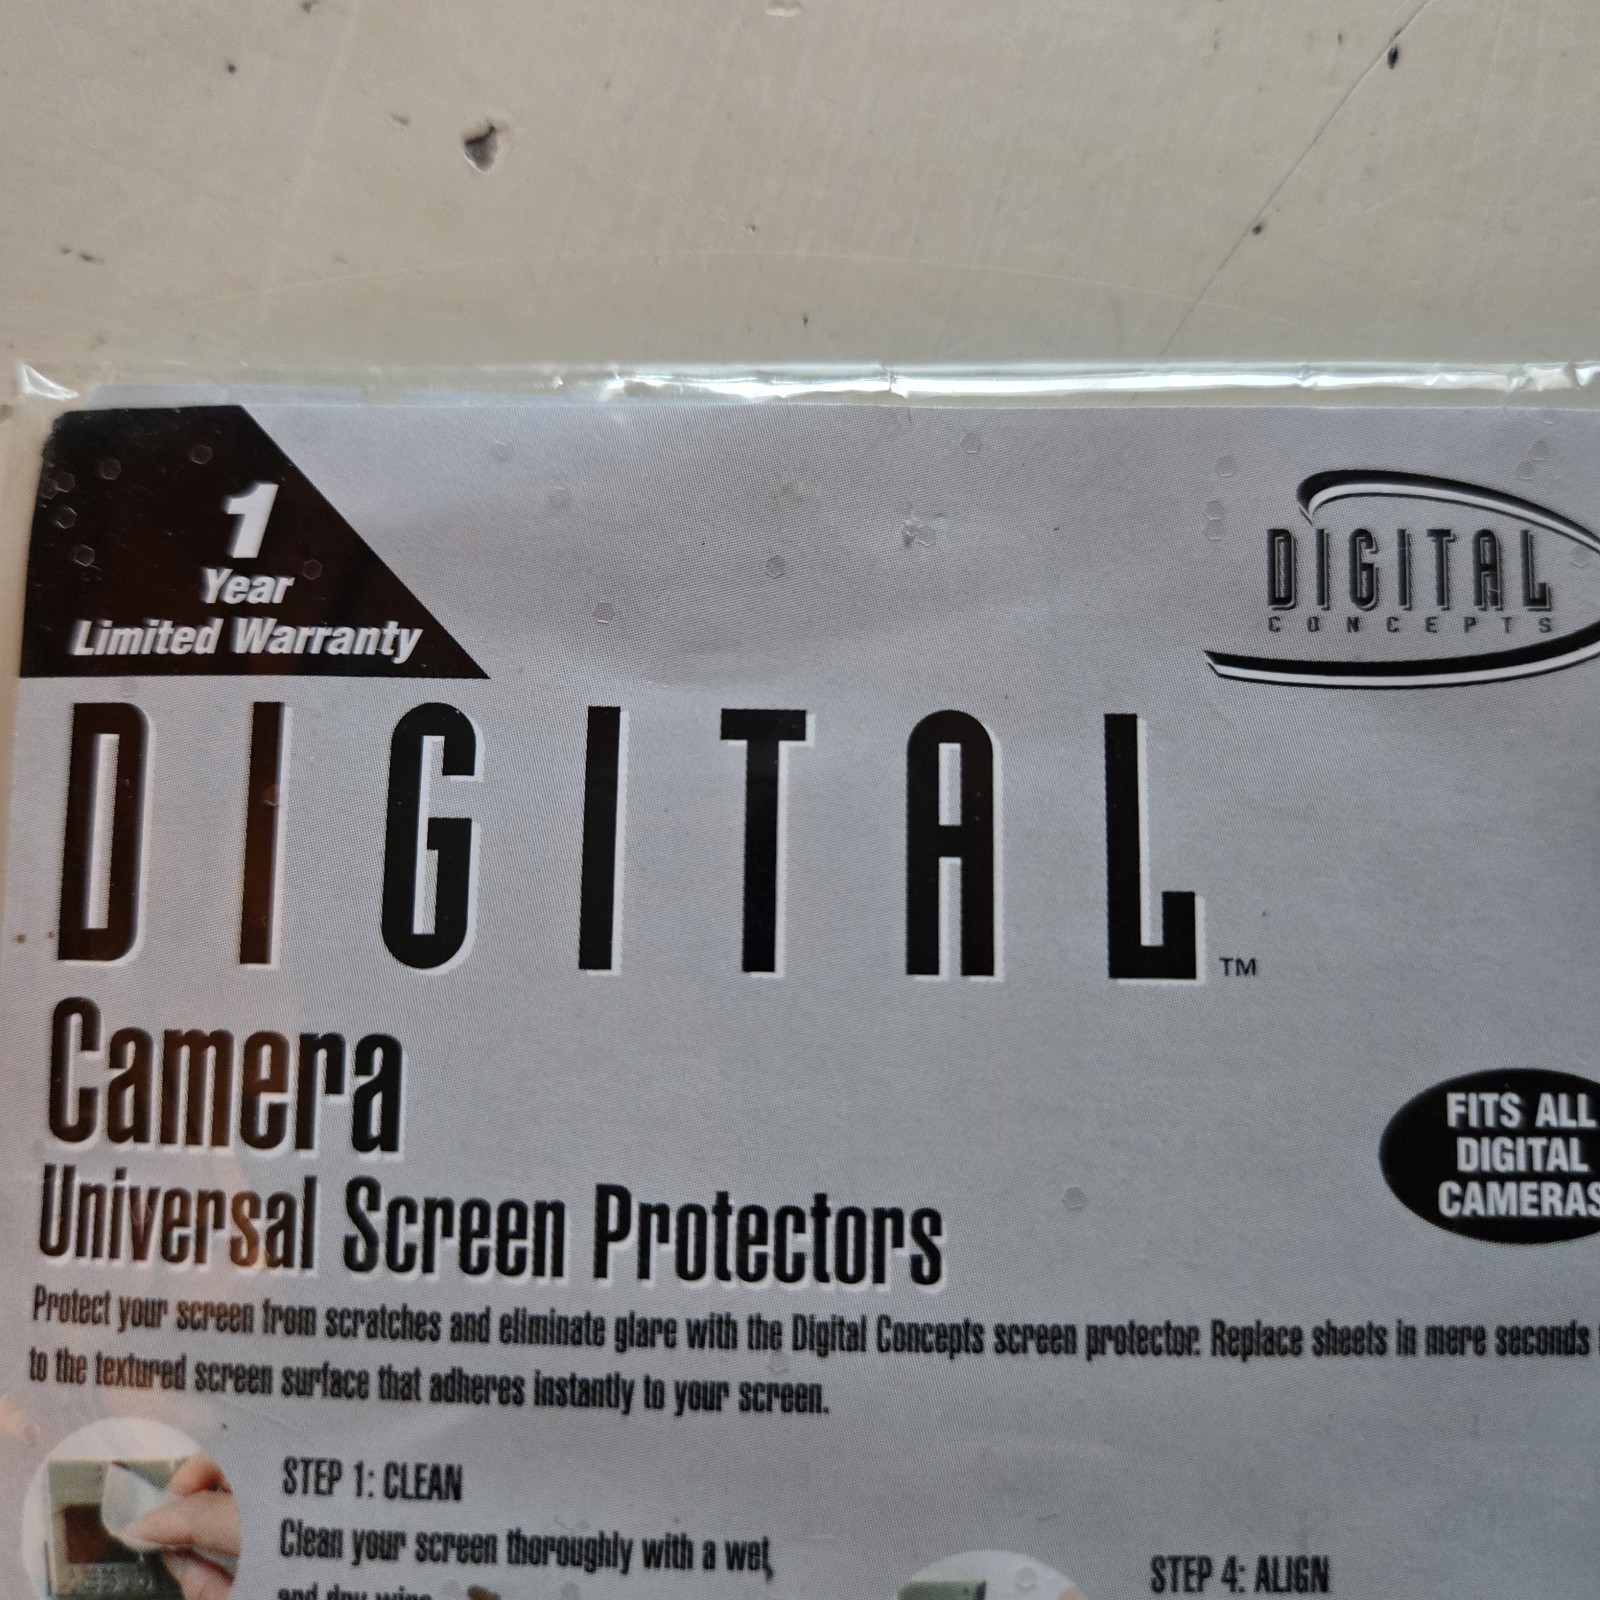 1
Year
Limited Warranty
DIGITAL
CONCEPTS
DIGITAL™
Camera
Universal Screen Protectors
FITS ALL
DIGITAL
CAMERAS
Protect your screen from scratches and eliminate glare with the Digital Concepts screen protector. Replace sheets in mere seconds
to the textured screen surface that adheres instantly to your screen.
STEP 1: CLEAN
Clean your screen thoroughly with a wet,
and dry wipe
STEP 4: ALIGN